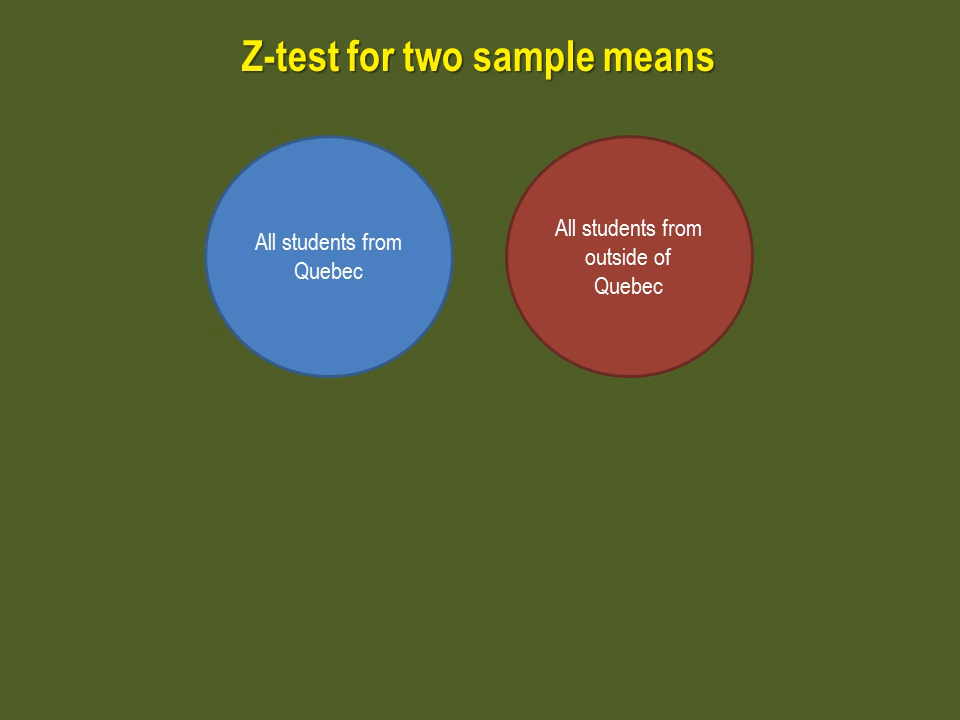 Z-test for two sample means
All students from
Quebec
All students from
outside of
Quebec